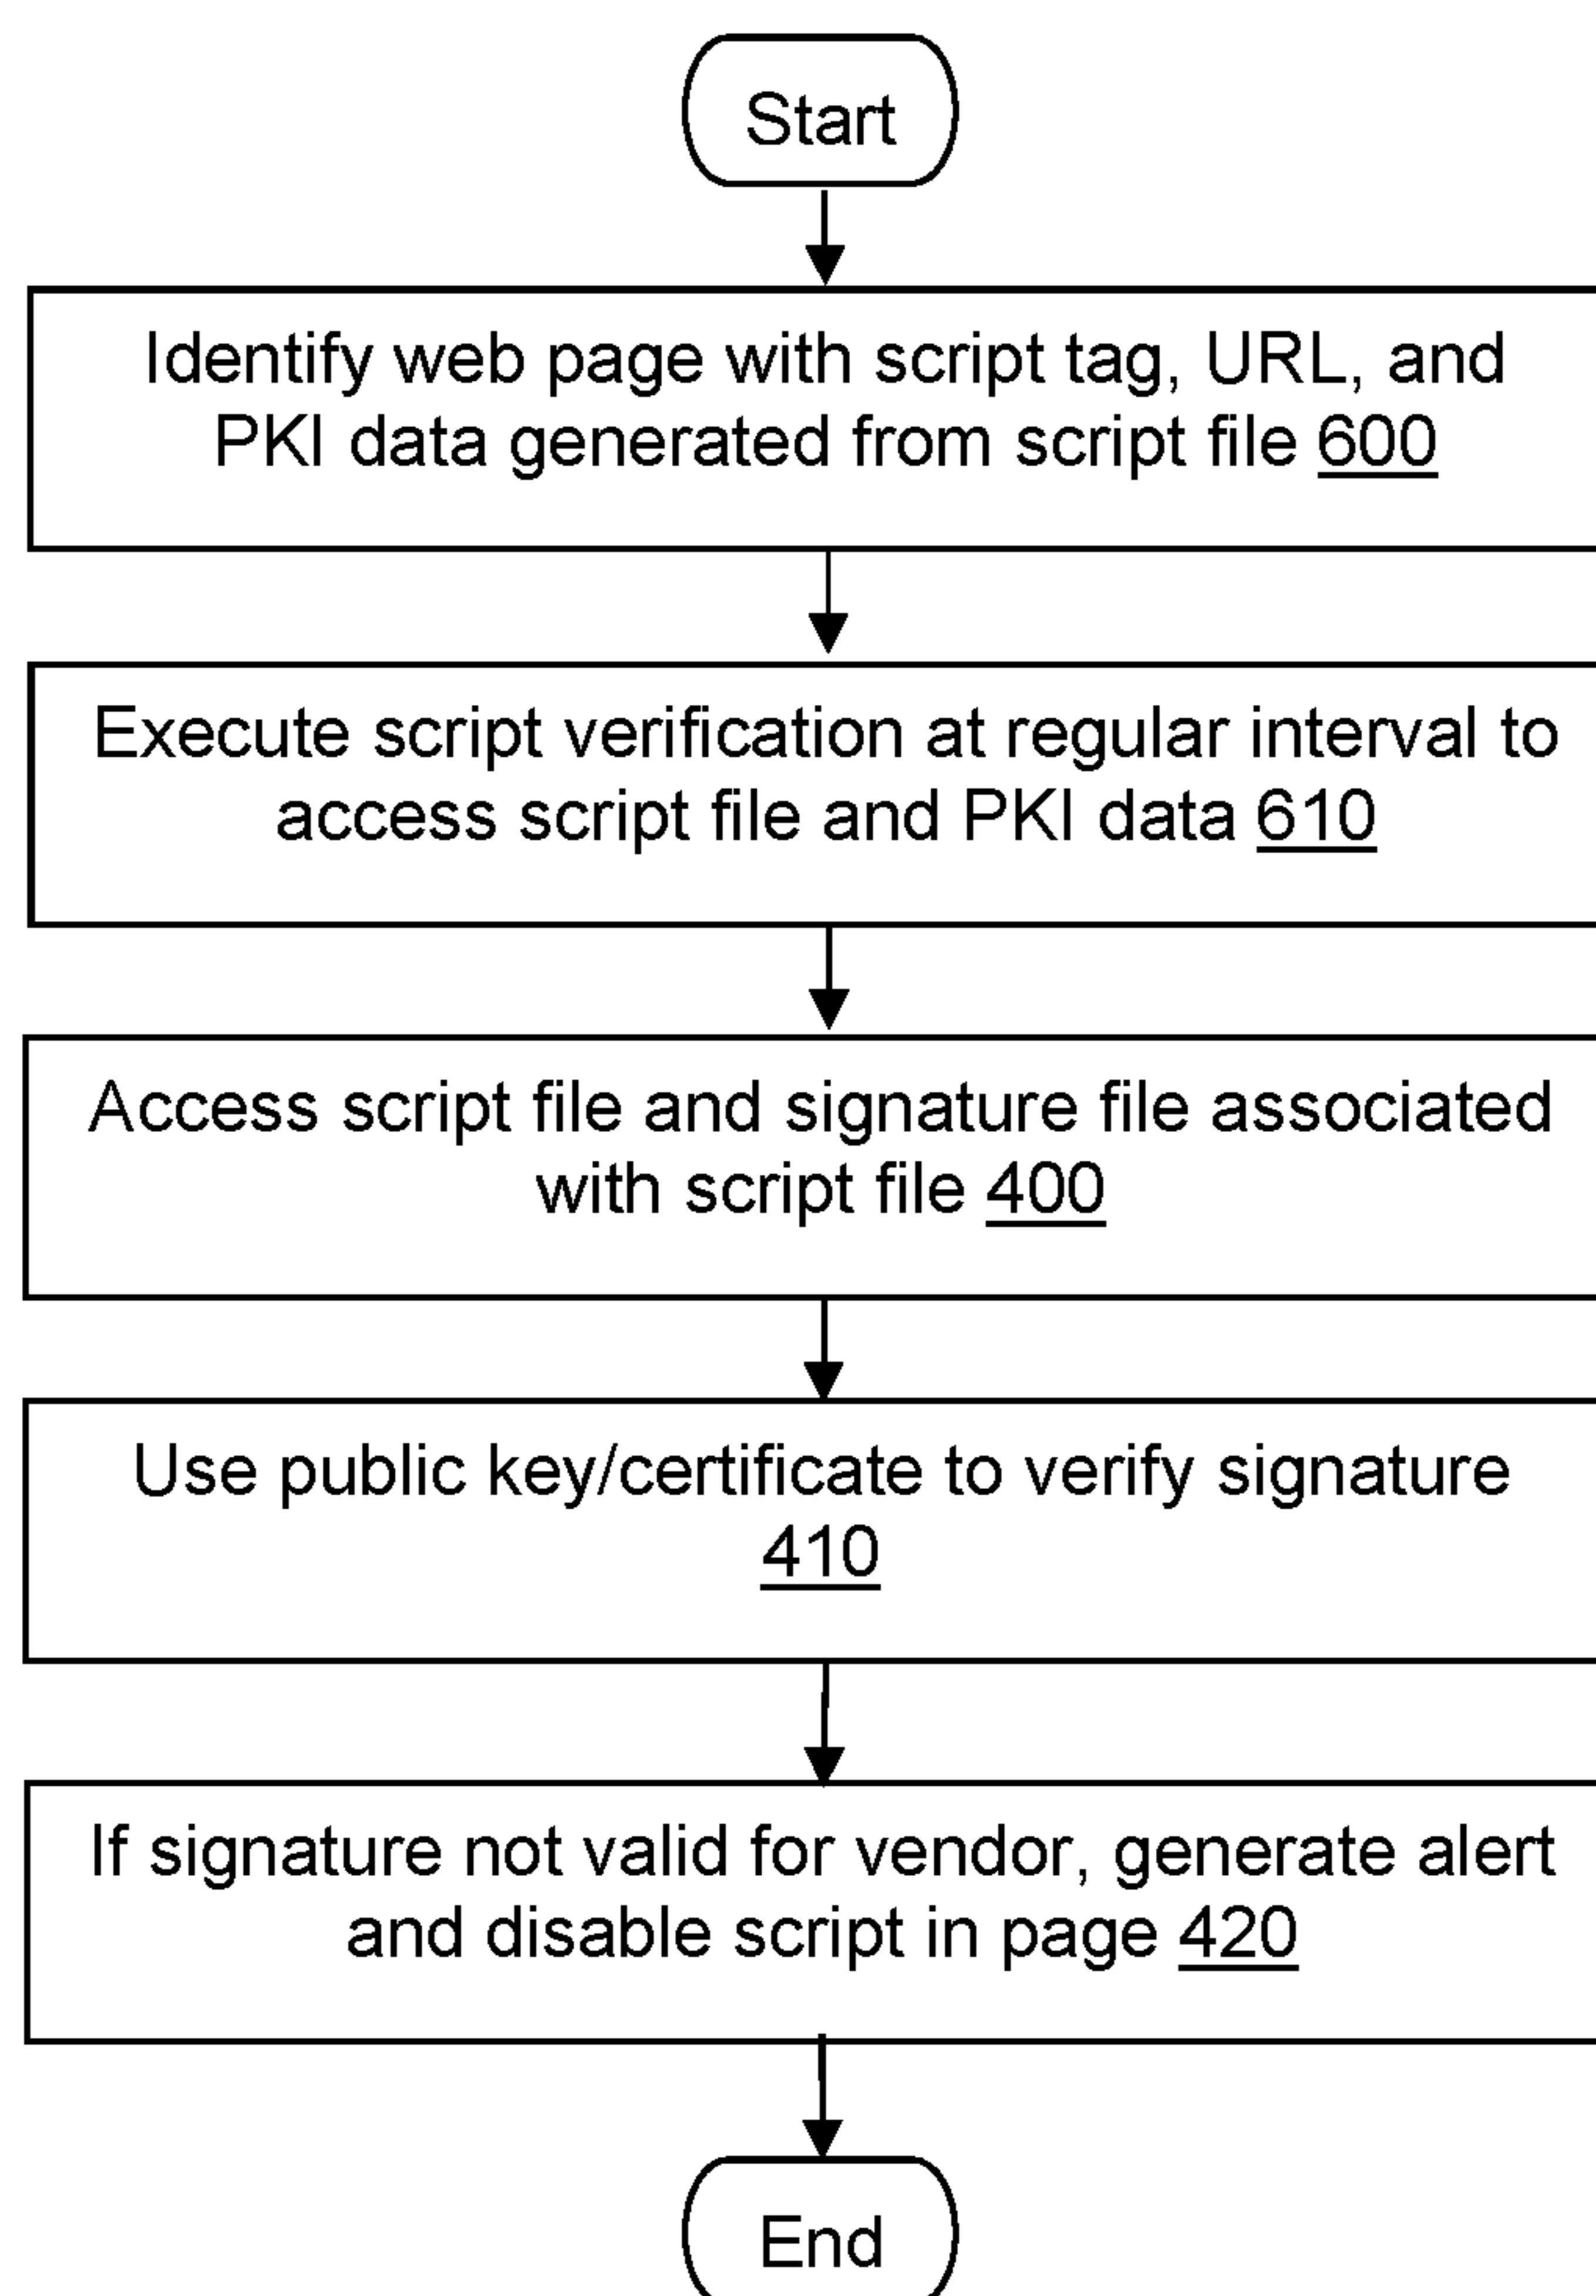 Start
Identify web page with script tag, URL, and
PKI data generated from script file 600
Execute script verification at regular interval to
access script file and PKI data 610
Access script file and signature file associated
with script file 400
Use public key/certificate to verify signature
410
If signature not valid for vendor, generate alert
and disable script in page 420
End